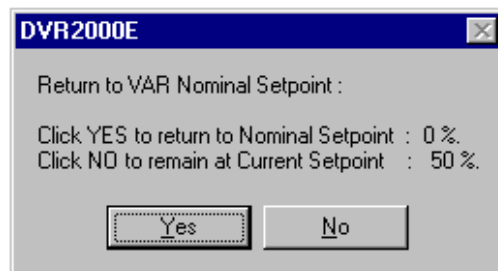 DVR2000E
Return to VAR Nominal Setpoint :
Click YES to return to Nominal Setpoint : 0 %.
Click NO to remain at Current Setpoint : 50 %.
Yes No